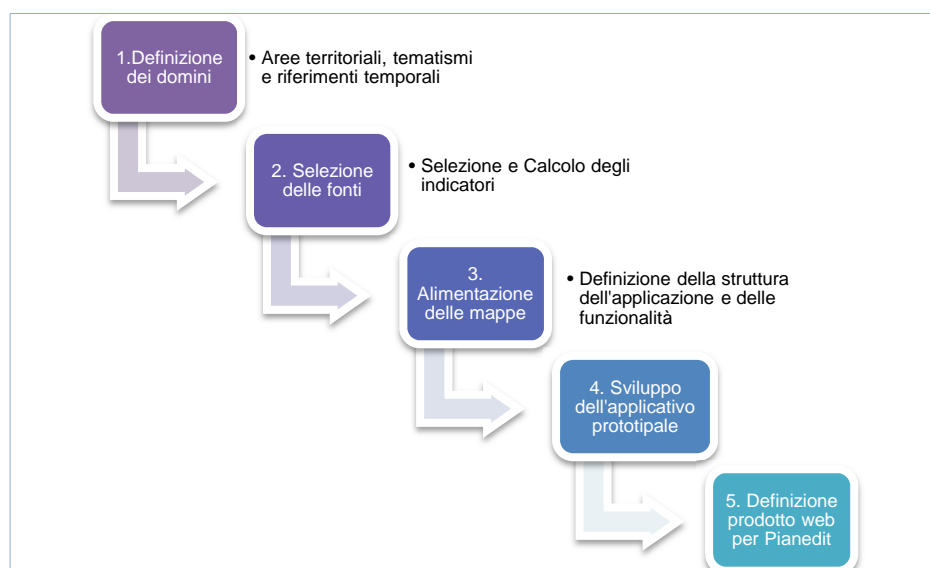 1.Definizione
dei domini
• Aree territoriali, tematismi
e riferimenti temporali
2. Selezione
delle fonti
• Selezione e Calcolo degli
indicatori
3.
Alimentazione
delle mappe
• Definizione della struttura
dell'applicazione e delle
funzionalità
4. Sviluppo
dell'applicativo
prototipale
5. Definizione
prodotto web
per Pianedit